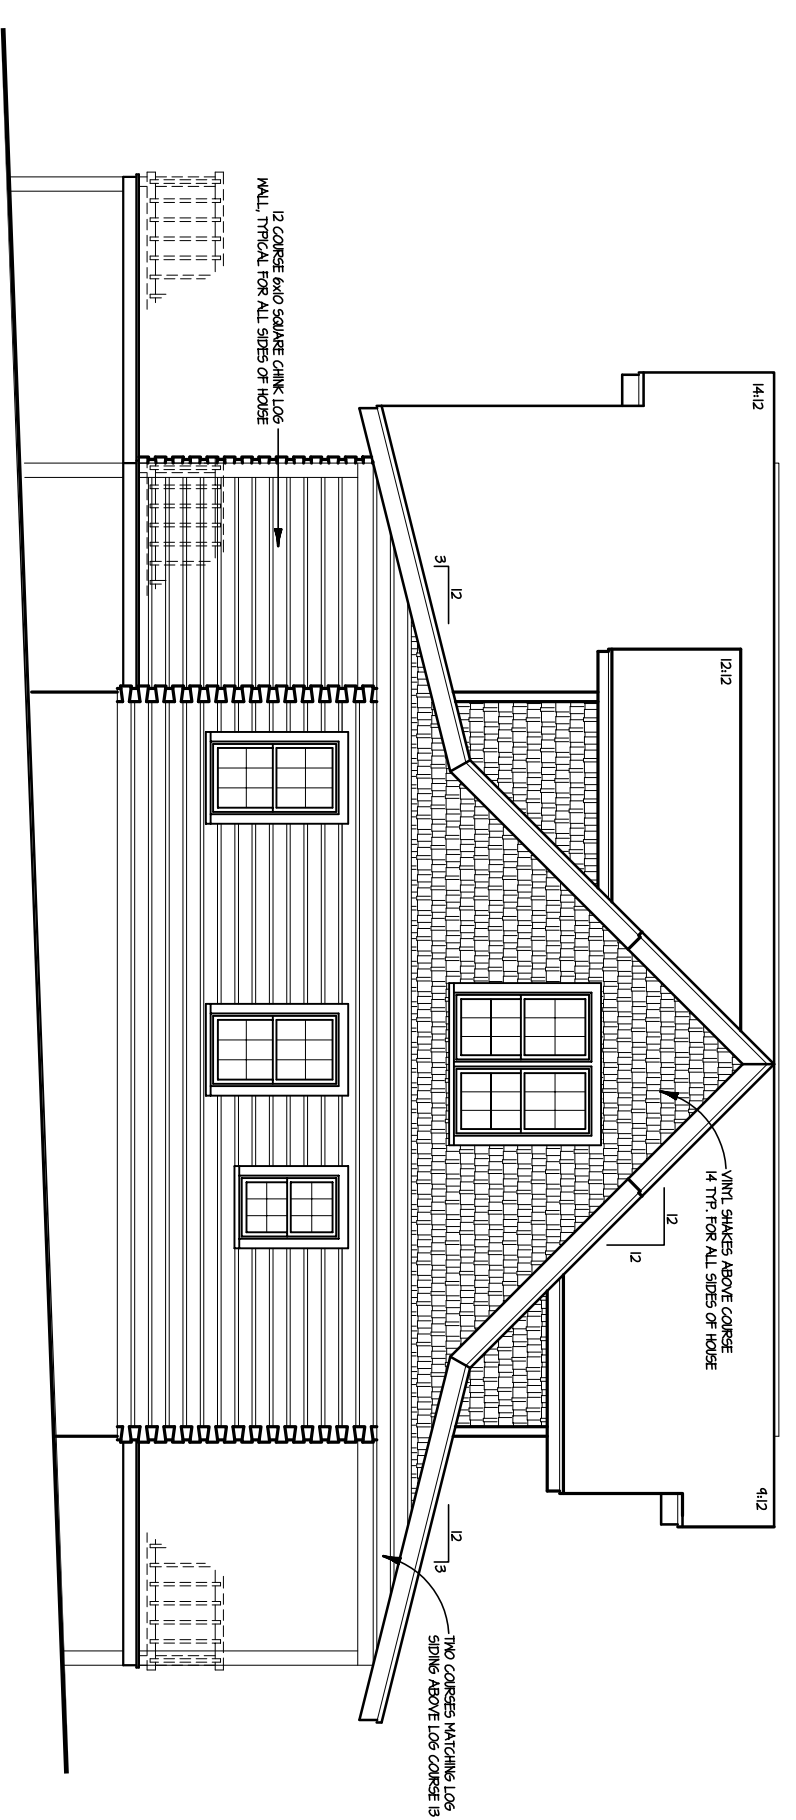 14:12
12:12
9:12
VINYL SHAKES ABOVE COURSE
14 TYP. FOR ALL SIDES OF HOUSE
12
12
12
3
12
3
TWO COURSES MATCHING LOG
SIDING ABOVE LOG COURSE 13
12 COURSE 6x10 SQUARE CHINK LOG
WALL, TYPICAL FOR ALL SIDES OF HOUSE